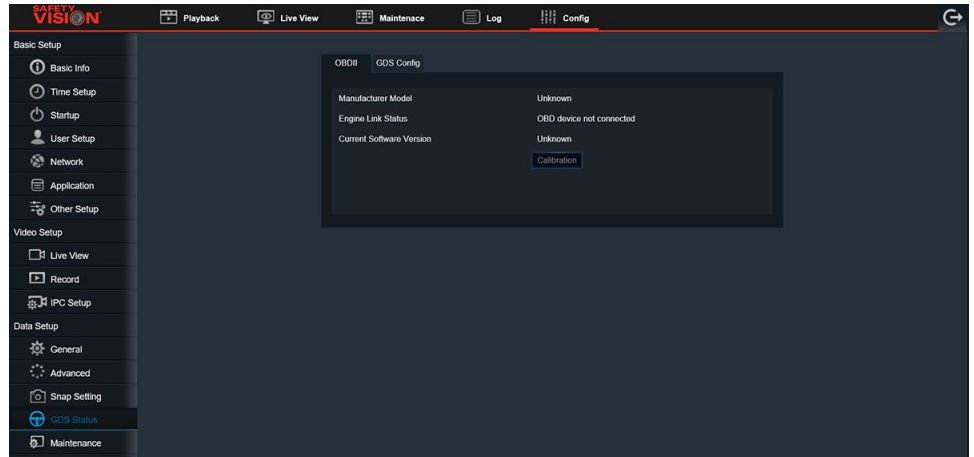 SAFETY
VISION
Playback
Live View
Maintenace
Log
Config
Basic Setup
Basic Info
Time Setup
Startup
User Setup
Network
Application
Other Setup
Video Setup
Live View
Record
IPC Setup
Data Setup
General
Advanced
Snap Setting
GDS Status
Maintenance
OBDII GDS Config
Manufacturer Model Unknown
Engine Link Status OBD device not connected
Current Software Version Unknown
Calibration